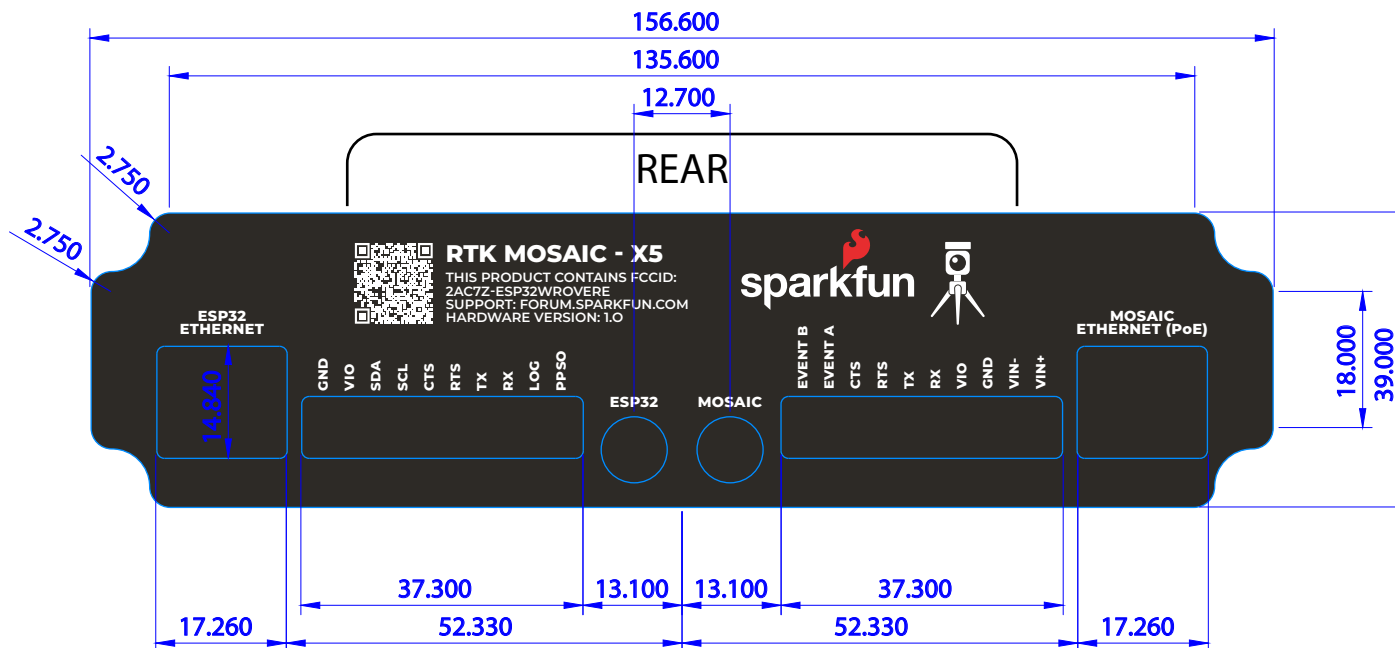 156.600
135.600
12.700
REAR
2.750
2.750
RTK MOSAIC - X5
THIS PRODUCT CONTAINS FCCID:
2AC7Z-ESP32WROVERE
SUPPORT: FORUM.SPARKFUN.COM
HARDWARE VERSION: 1.0
sparkfun
ESP32
ETHERNET
MOSAIC
ETHERNET (PoE)
14.840
GND
VIO
SDA
SCL
CTS
RTS
TX
RX
LOG
PPSO
ESP32
MOSAIC
EVENT B
EVENT A
CTS
RTS
TX
RX
VIO
GND
VIN-
VIN+
18.000
39.000
37.300
13.100
13.100
37.300
17.260
52.330
52.330
17.260